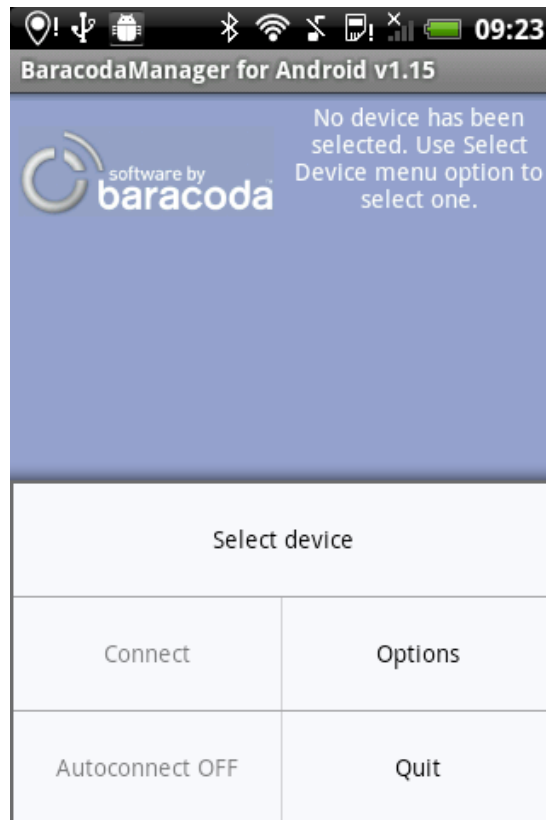 09:23
BaracodaManager for Android v1.15
software by
baracoda
No device has been
selected. Use Select
Device menu option to
select one.
Select device
Connect
Options
Autoconnect OFF
Quit